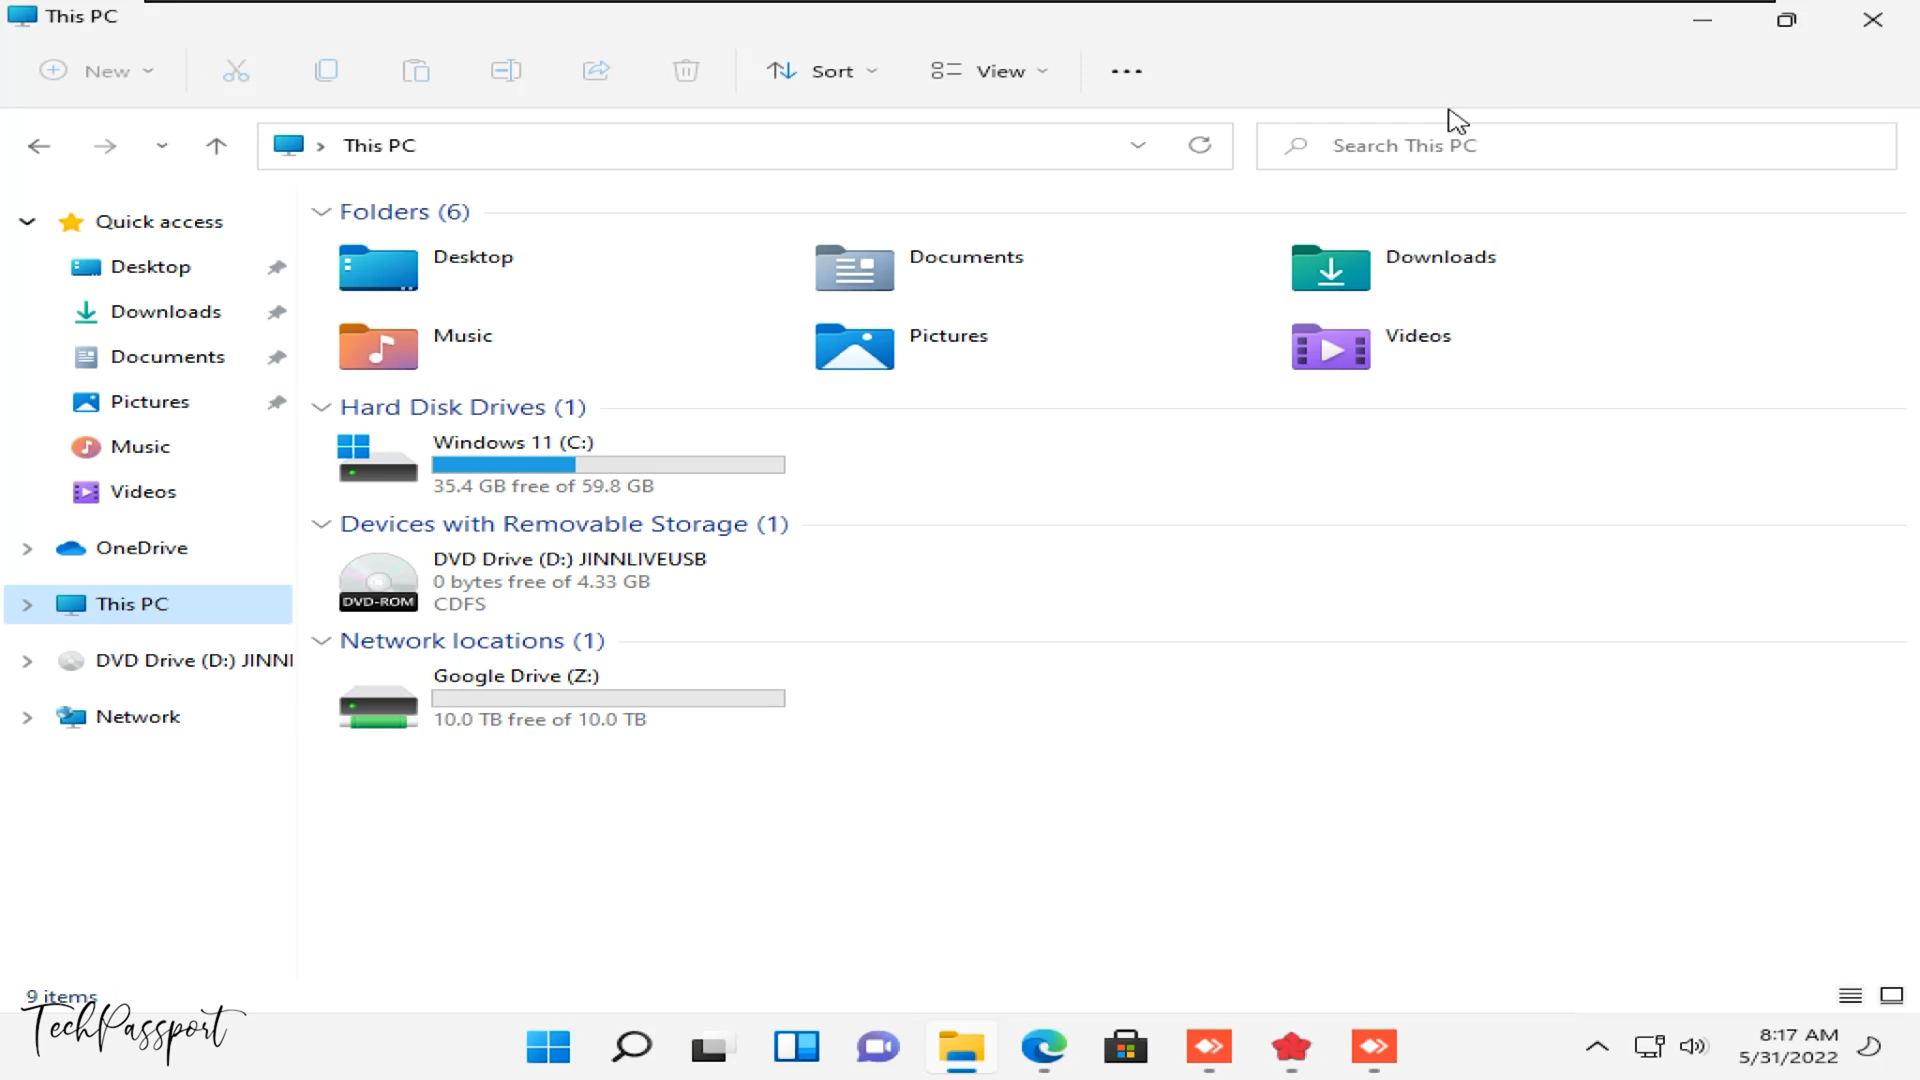 This PC
New
Sort
View
This PC
Search This PC
Quick access
Desktop
Downloads
Documents
Pictures
Music
Videos
OneDrive
This PC
DVD Drive (D:) JINNI
Network
Folders (6)
Desktop
Documents
Downloads
Music
Pictures
Videos
Hard Disk Drives (1)
Windows 11 (C:)
35.4 GB free of 59.8 GB
Devices with Removable Storage (1)
DVD-ROM
DVD Drive (D:) JINNLIVEUSB
0 bytes free of 4.33 GB
CDFS
Network locations (1)
Google Drive (Z:)
10.0 TB free of 10.0 TB
9 items
TechPassport
8:17 AM
5/31/2022